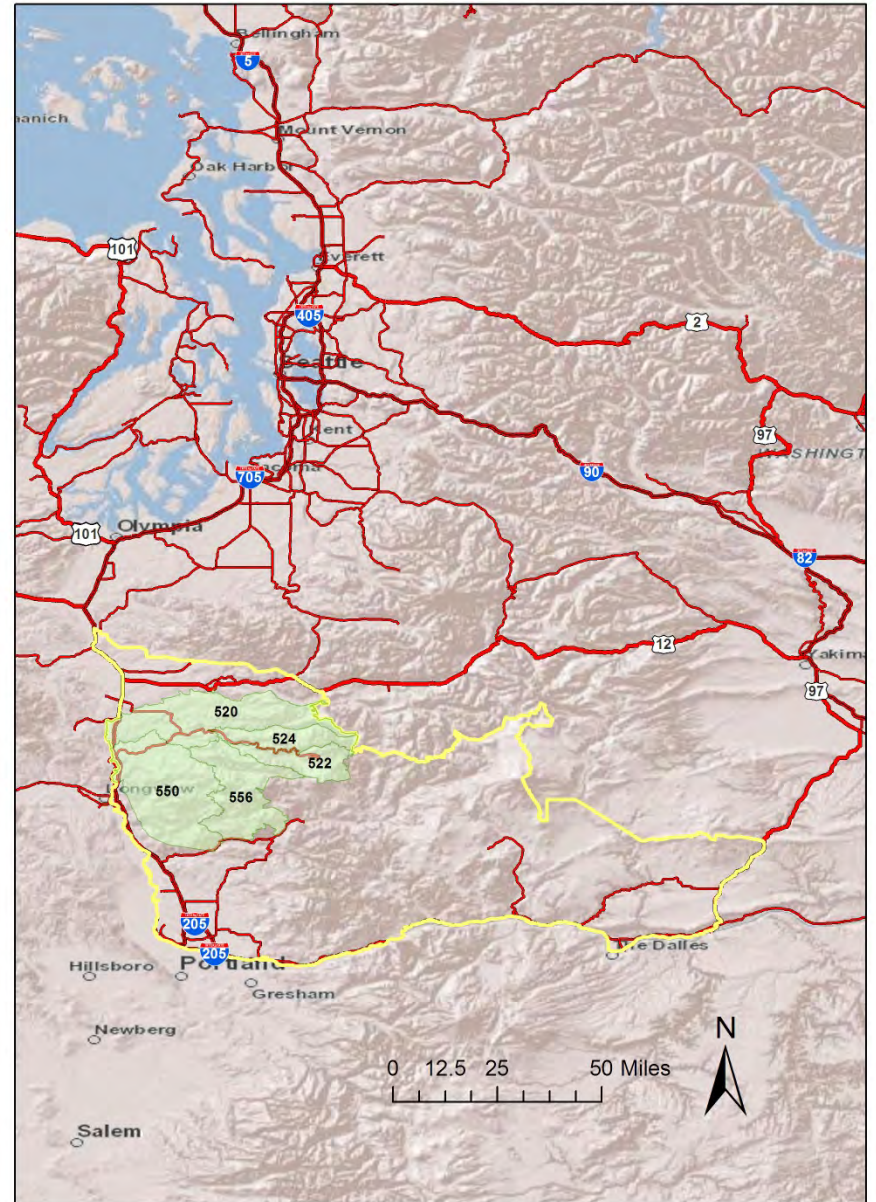 Bellingham
5
anich
Mount Vernon
Oak Harbor
101
Everett
405
2
Seattle
97
Kent
WASHINGT
90
705
Olympia
101
82
12
Yakima
97
520
524
522
550
556
205
205
The Dalles
Hillsboro
Portland
Gresham
Newberg
N
0 12.5 25 50 Miles
Salem